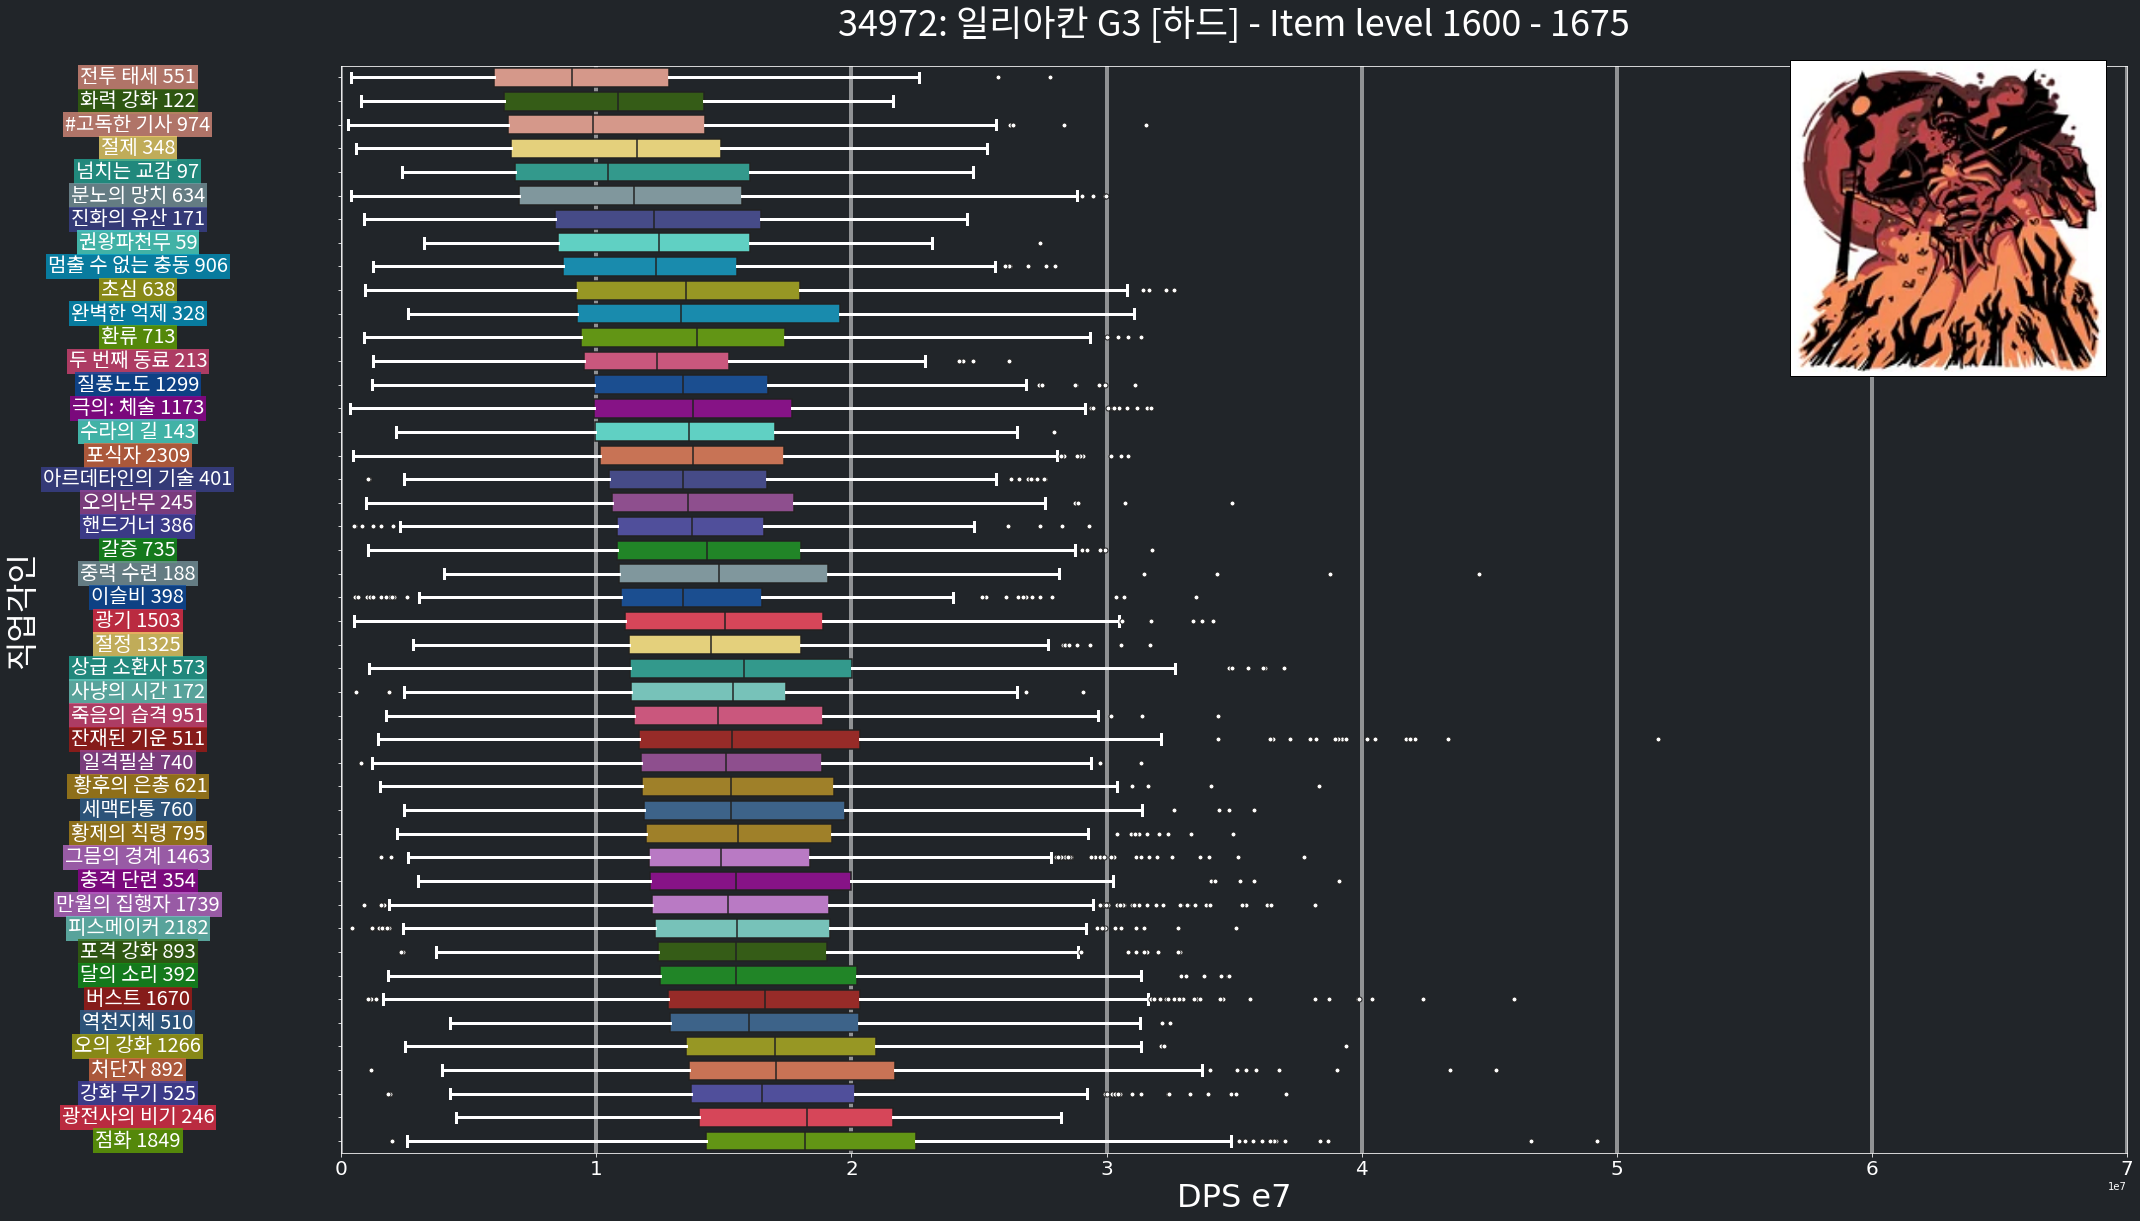 34972: 일리아칸 G3 [하드] - Item level 1600 - 1675
전투 태세 551
화력 강화 122
#고독한 기사 974
절제 348
넘치는 교감 97
분노의 망치 634
진화의 유산 171
권왕파천무 59
멈출 수 없는 충동 906
초심 638
완벽한 억제 328
환류 713
두 번째 동료 213
질풍노도 1299
극의: 체술 1173
수라의 길 143
포식자 2309
아르데타인의 기술 401
오의난무 245
핸드거너 386
갈증 735
중력 수련 188
이슬비 398
광기 1503
절정 1325
상급 소환사 573
사냥의 시간 172
죽음의 습격 951
잔재된 기운 511
일격필살 740
황후의 은총 621
세맥타통 760
황제의 칙령 795
그믐의 경계 1463
충격 단련 354
만월의 집행자 1739
피스메이커 2182
포격 강화 893
달의 소리 392
버스트 1670
역천지체 510
오의 강화 1266
처단자 892
강화 무기 525
광전사의 비기 246
점화 1849
직업각인
0 1 2 3 4 5 6 7
DPS e7
1e7